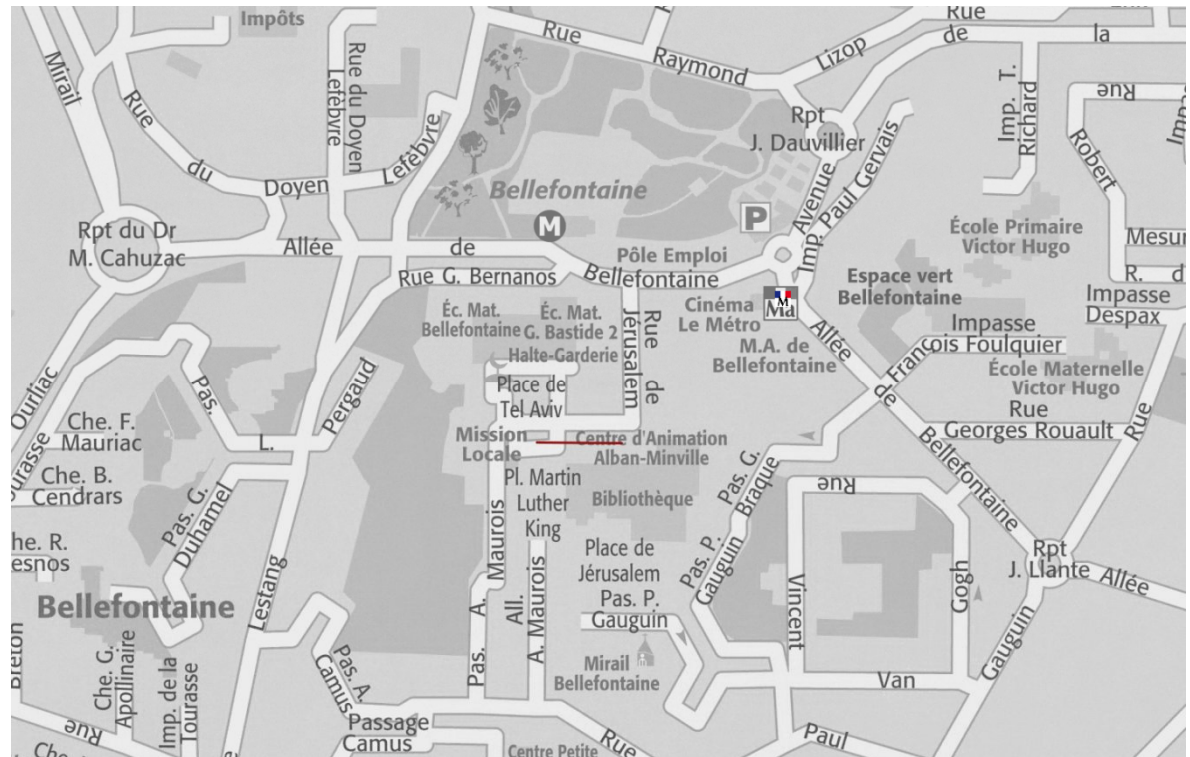 Impôts
Rue
Raymond
Lizop
Rue
de
la
Mirail
Rue du Doyen
Lefèbvre
Rue
du
Doyen
Lefèbvre
Rpt
J. Dauvillier
Imp. T.
Richard
Rue
Robert
Bellefontaine
M
P
Avenue
Imp. Paul Gervais
Rpt du Dr
M. Cahuzac
Allée
de
Bellefontaine
Rue G. Bernanos
Pôle Emploi
École Primaire
Victor Hugo
Espace vert
Bellefontaine
R.
Impasse
Despax
Éc. Mat.
Bellefontaine
Éc. Mat.
G. Bastide 2
Halte-Garderie
Rue de
Jérusalem
Cinéma
Le Métro
M
Ma
M.A. de
Bellefontaine
Allée
de
Bellefontaine
Impasse
Franc
ois Foulquier
École Maternelle
Victor Hugo
Rue
Georges Rouault
Rue
Ourliac
Pas.
L.
Pergaud
Che. F.
Mauriac
Che. B.
Cendrars
Place de
Tel Aviv
Mission
Locale
Centre d'Animation
Alban-Minville
Pl. Martin
Luther
King
Bibliothèque
Pas. G.
Braque
Rue
Vincent
Gogh
Van
Pas. G.
Duhamel
Lestang
Pas. A.
Maurois
All.
A. Maurois
Place de
Jérusalem
Pas. P.
Gauguin
Pas. P.
Gauguin
Rpt
J. Llante
Allée
Gauguin
Bellefontaine
Che. G.
Apollinaire
Imp. de la
Tourasse
Pas. A.
Camus
Mirail
Bellefontaine
Rue
Passage
Camus
Centre Petite
Rue
Paul